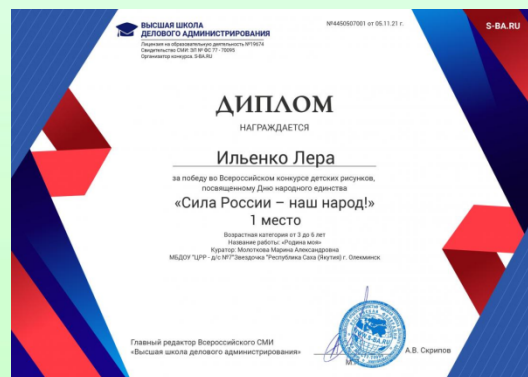 ВЫСШАЯ ШКОЛА
ДЕЛОВОГО АДМИНИСТРИРОВАНИЯ
Лицензия на образовательную деятельность №19674
Свидетельство СМИ: ЭЛ № ФС 77 - 70095
Организатор конкурса: S-BA.RU
№4450607001 от 05.11.21 г.
S-BA.RU
ДИПЛОМ
НАГРАЖДАЕТСЯ
Ильенко Лера
за победу во Всероссийском конкурсе детских рисунков,
посвященному Дню народного единства
«Сила России – наш народ!»
1 место
Возрастная категория от 3 до 6 лет
Название работы: «Родина моя»
Куратор: Молоткова Марина Александровна
МБДОУ "ЦРР - д/с №7"Звездочка "Республика Саха (Якутия) г. Олекминск
Главный редактор Всероссийского СМИ
«Высшая школа делового администрирования»
А.В. Скрипов